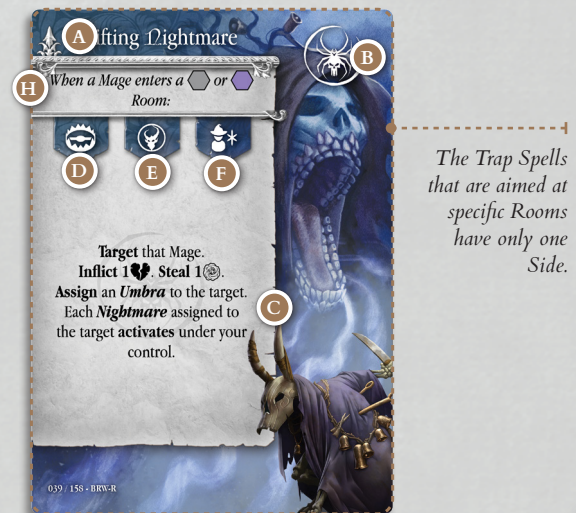 A ifting Nightmare
B
H When a Mage enters a or
Room:
D E F
The Trap Spells
that are aimed at
specific Rooms
have only one
Side.
Target that Mage.
Inflict 1. Steal 1.
Assign an Umbra to the target.
Each Nightmare assigned to
the target activates under your
control.
C
039 / 158 - BRW-R